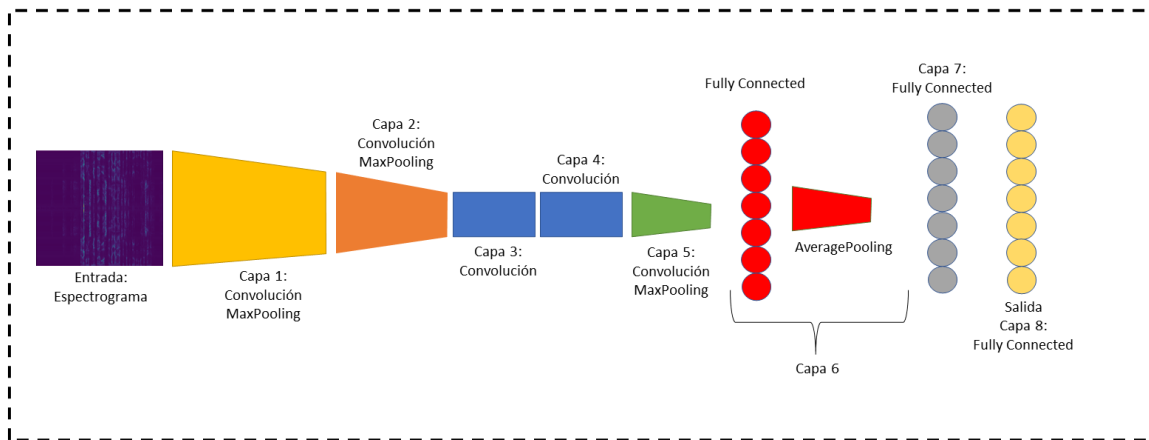 Entrada:
Espectrograma
Capa 1:
Convolución
MaxPooling
Capa 2:
Convolución
MaxPooling
Capa 3:
Convolución
Capa 4:
Convolución
Capa 5:
Convolución
MaxPooling
Fully Connected
AveragePooling
Capa 6
Capa 7:
Fully Connected
Salida
Capa 8:
Fully Connected